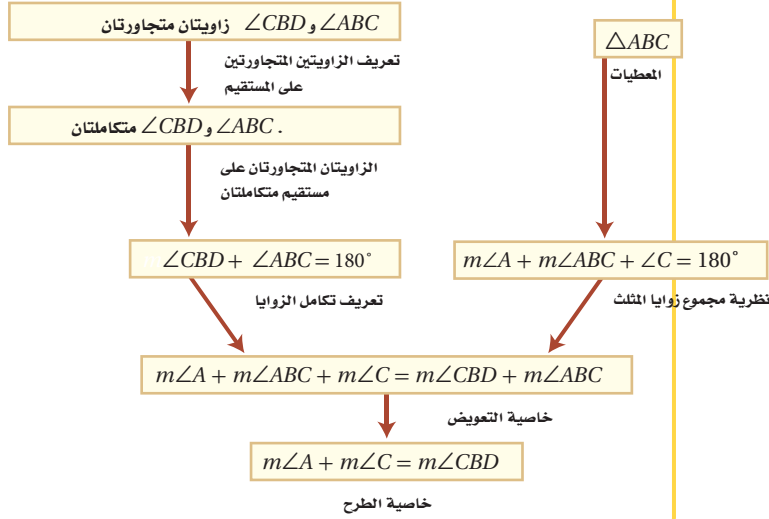 ∠ABC و ∠CBD زاويتان متجاورتان
△ABC
تعريف الزاويتين المتجاورتين
على المستقيم
المعطيات
∠ABC و ∠CBD متكاملتان .
الزاويتان المتجاورتان على
مستقيم متكاملتان
∠CBD + ∠ABC = 180°
m∠A + m∠ABC + ∠C = 180°
تعريف تكامل الزوايا
نظرية مجموع زوايا المثلث
m∠A + m∠ABC + m∠C = m∠CBD + m∠ABC
خاصية التعويض
m∠A + m∠C = m∠CBD
خاصية الطرح